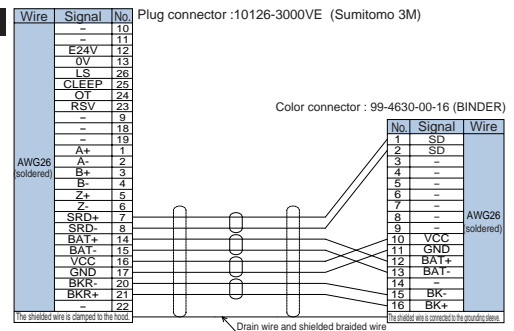 Plug connector :10126-3000VE (Sumitomo 3M)
Wire Signal No.
– 10
– 11
E24V 12
0V 13
LS 26
CLEEP 25
OT 24
RSV 23
– 9
– 18
– 19
A+ 1
A- 2
B+ 3
B- 4
Z+ 5
Z- 6
SRD+ 7
SRD- 8
BAT+ 14
BAT- 15
VCC 16
GND 17
BKR- 20
BKR+ 21
– 22
AWG26
(soldered)
The shielded wire is clamped to the hood.
Color connector : 99-4630-00-16 (BINDER)
No. Signal Wire
1 SD
2 SD
3 –
4 –
5 –
6 –
7 –
8 –
9 –
10 VCC
11 GND
12 BAT+
13 BAT-
14 –
15 BK-
16 BK+
AWG26
(soldered)
The shielded wire is connected to the grounding sleeve.
Drain wire and shielded braided wire